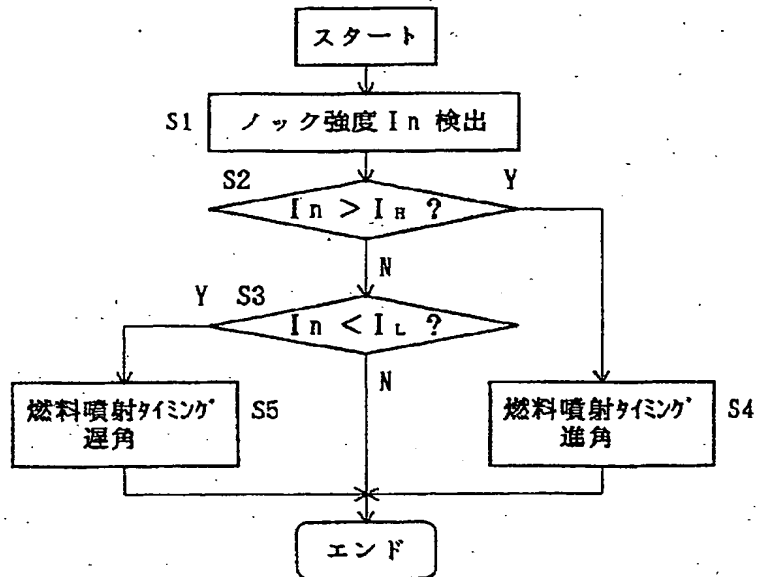 スタート
S1 ノック強度 In 検出
S2 Y
In > IH ?
N
Y S3
In < IL ?
N
燃料噴射タイミング S5
遅角
燃料噴射タイミング S4
進角
エンド